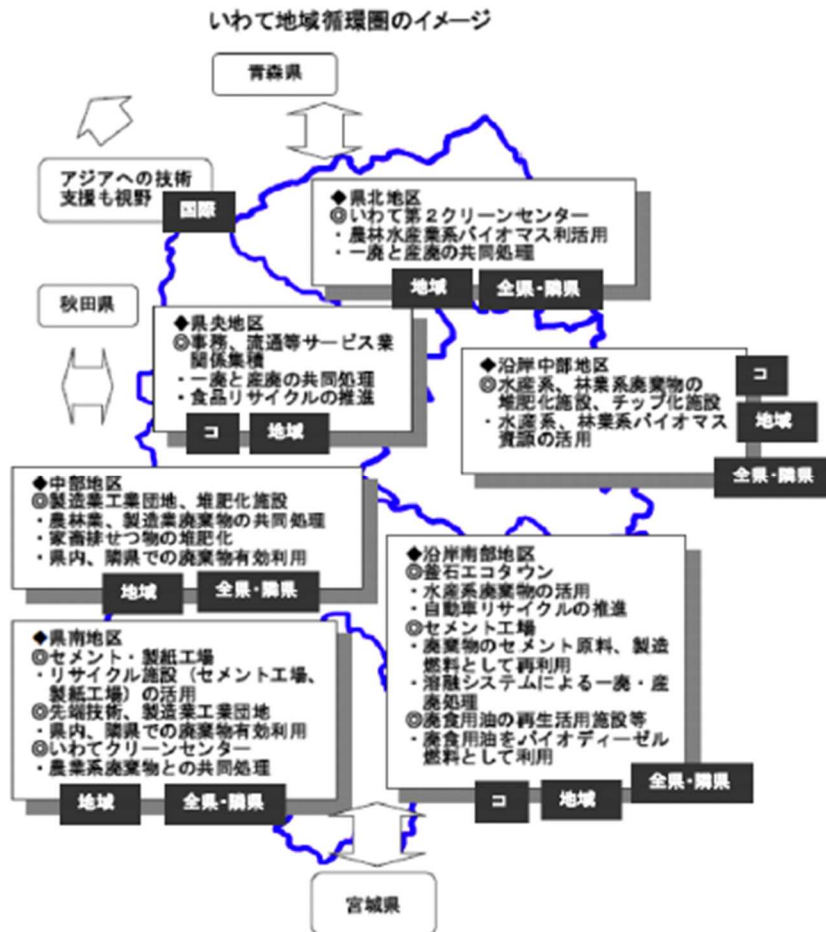 いわて地域循環圏のイメージ
青森県
アジアへの技術
支援も視野
国際
◆県北地区
◎いわて第２クリーンセンター
・農林水産業系バイオマス利活用
・一廃と産廃の共同処理
地域
全県・隣県
秋田県
◆県央地区
◎事務、流通等サービス業
関係集積
・一廃と産廃の共同処理
・食品リサイクルの推進
コ
地域
◆沿岸中部地区
◎水産系、林業系廃棄物の
堆肥化施設、チップ化施設
・水産系、林業系バイオマス
資源の活用
コ
地域
全県・隣県
◆中部地区
◎製造業工業団地、堆肥化施設
・農林業、製造業廃棄物の共同処理
・家畜排せつ物の堆肥化
・県内、隣県での廃棄物有効利用
地域
全県・隣県
◆沿岸南部地区
◎釜石エコタウン
・水産系廃棄物の活用
・自動車リサイクルの推進
◎セメント工場
・廃棄物のセメント原料、製造
燃料として再利用
・溶融システムによる一廃・産
廃処理
◎廃食用油の再生活用施設等
・廃食用油をバイオディーゼル
燃料として利用
コ
地域
全県・隣県
◆県南地区
◎セメント・製紙工場
・リサイクル施設（セメント工場、
製紙工場）の活用
◎先端技術、製造業工業団地
・県内、隣県での廃棄物有効利用
◎いわてクリーンセンター
・農業系廃棄物との共同処理
地域
全県・隣県
宮城県